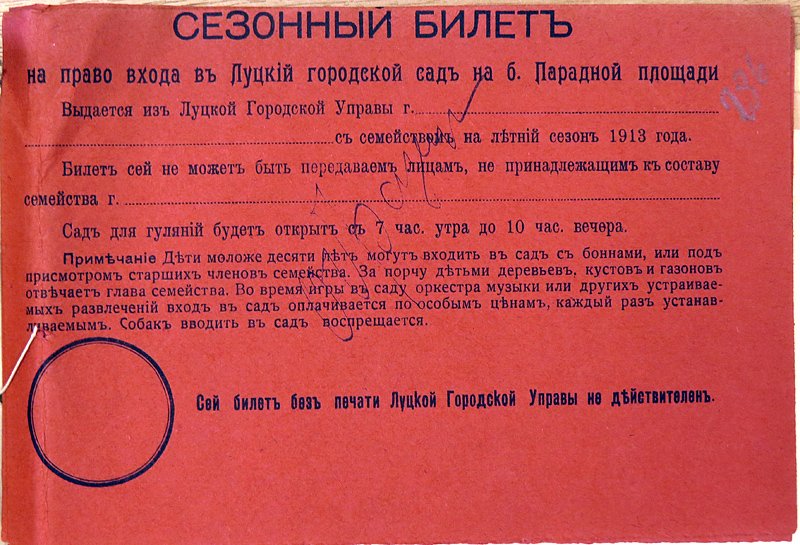 СЕЗОННЫЙ БИЛЕТЪ
на право входа въ Луцкій городской садъ на б. Парадной площади
Выдается изъ Луцкой Городской Управы г.
съ семействомъ на лѣтній сезонъ 1913 года.
Билетъ сей не можетъ быть передаваемъ лицамъ, не принадлежащимъ къ составу
семейства г.
Садъ для гуляній будетъ открытъ съ 7 час. утра до 10 час. вечера.
Примѣчаніе Дѣти моложе десяти лѣтъ могутъ входить въ садъ съ боннами, или подъ
присмотромъ старшихъ членовъ семейства. За порчу дѣтьми деревьевъ, кустовъ и газоновъ
отвѣчаетъ глава семейства. Во время игры въ саду оркестра музыки или другихъ устраивае-
мыхъ развлеченій входъ въ садъ оплачивается по особымъ цѣнамъ, каждый разъ устанав-
ливаемымъ. Собакъ вводить въ садъ воспрещается.
Сей билетъ безъ печати Луцкой Городской Управы не дѣйствителен.